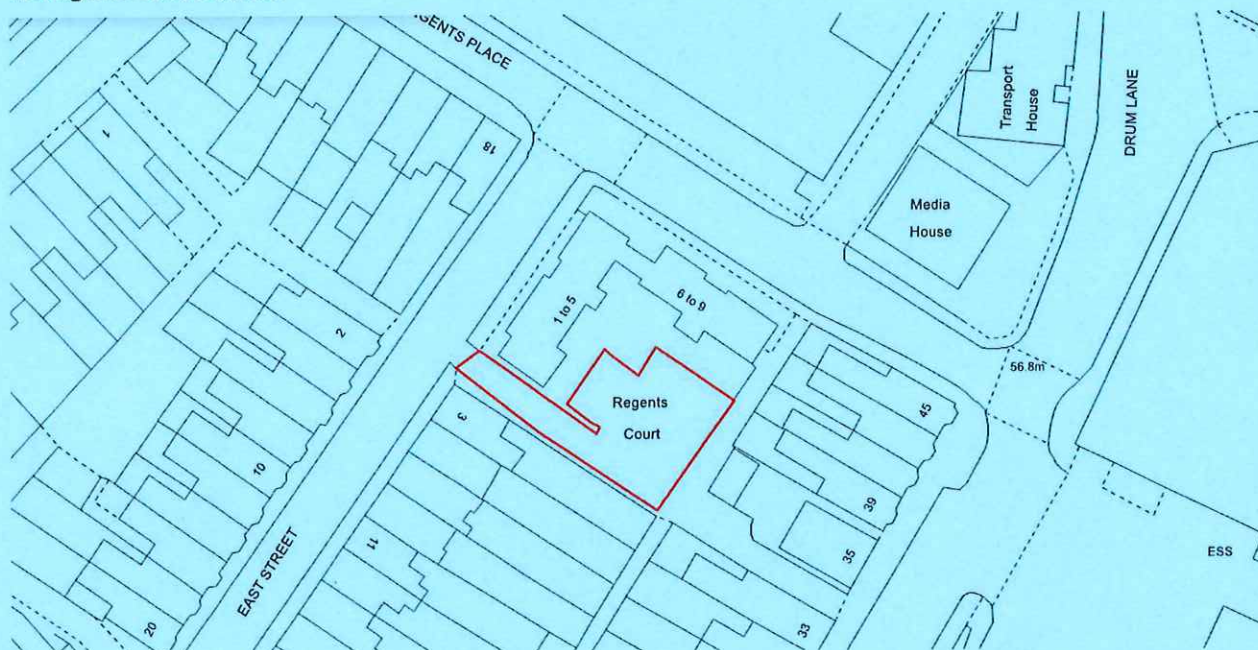 GENTS PLACE
18
1
Transport
House
DRUM LANE
Media
House
2
1 to 5
6 to 9
56.8m
Regents
Court
3
45
10
39
11
35
EAST STREET
ESS
20
33